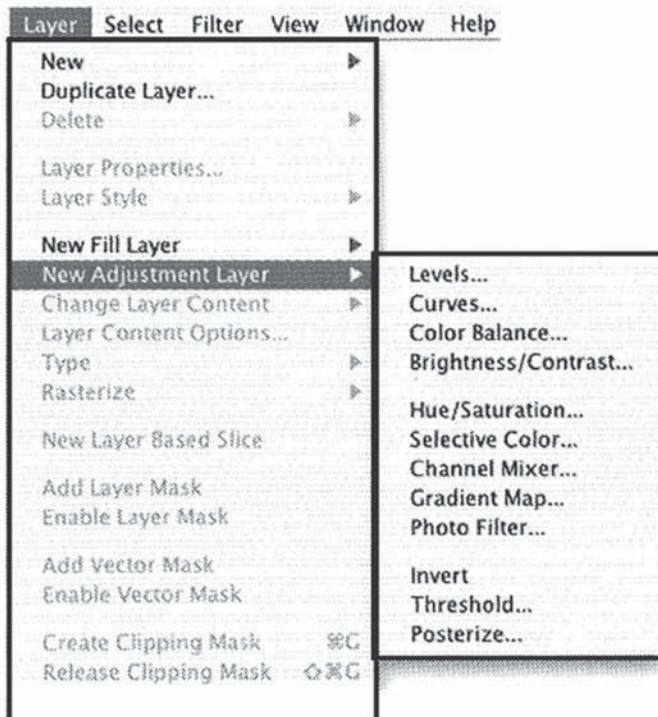 Layer Select Filter View Window Help
New
Duplicate Layer...
Delete
Layer Properties...
Layer Style
New Fill Layer
New Adjustment Layer
Change Layer Content
Layer Content Options...
Type
Rasterize
New Layer Based Slice
Add Layer Mask
Enable Layer Mask
Add Vector Mask
Enable Vector Mask
Create Clipping Mask ⌘G
Release Clipping Mask ⇧⌘G
Levels...
Curves...
Color Balance...
Brightness/Contrast...
Hue/Saturation...
Selective Color...
Channel Mixer...
Gradient Map...
Photo Filter...
Invert
Threshold...
Posterize...